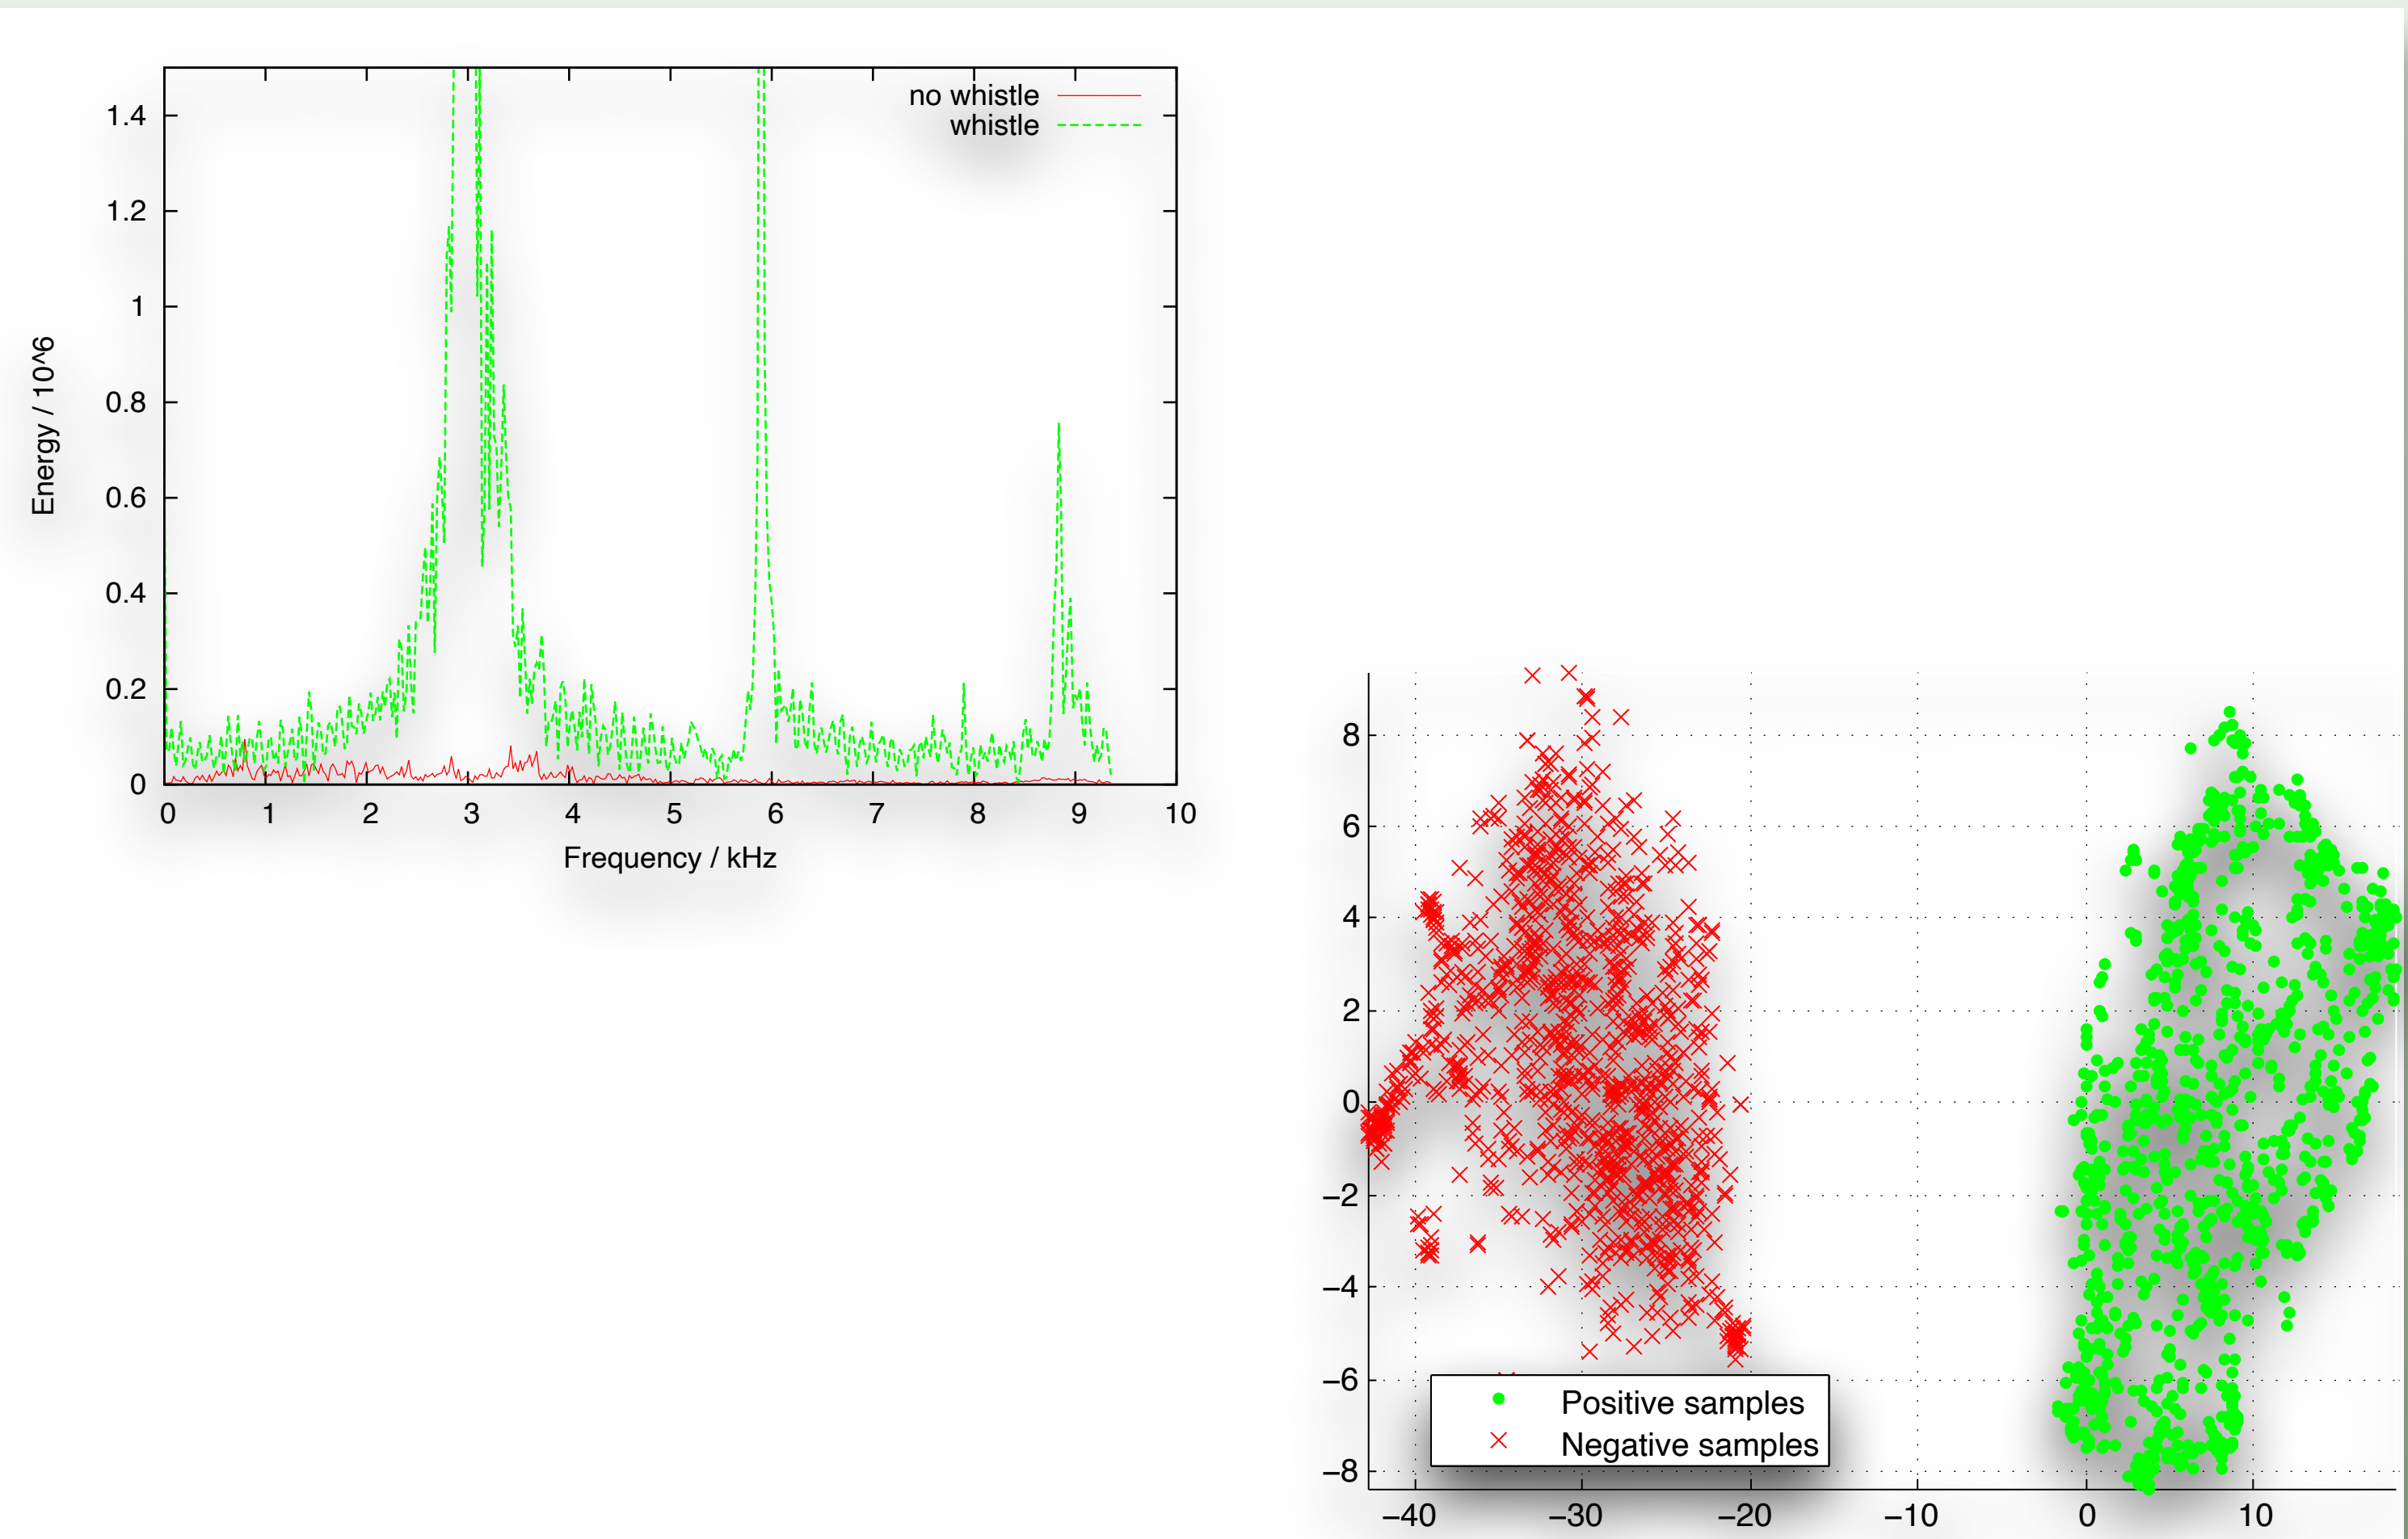 no whistle
whistle
1.4
1.2
1
0.8
0.6
0.4
0.2
0
Energy / 10^6
0 1 2 3 4 5 6 7 8 9 10
Frequency / kHz
8
6
4
2
0
−2
−4
−6
−8
Positive samples
Negative samples
−40 −30 −20 −10 0 10